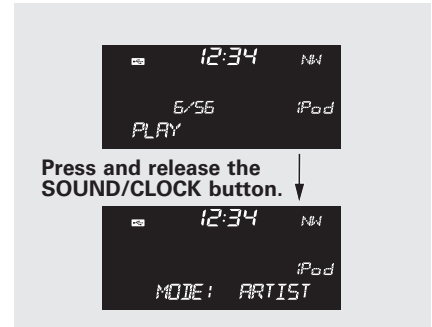 12:34 NW
6/56 iPod
PLAY
Press and release the
SOUND/CLOCK button.
12:34 NW
iPod
MODE: ARTIST